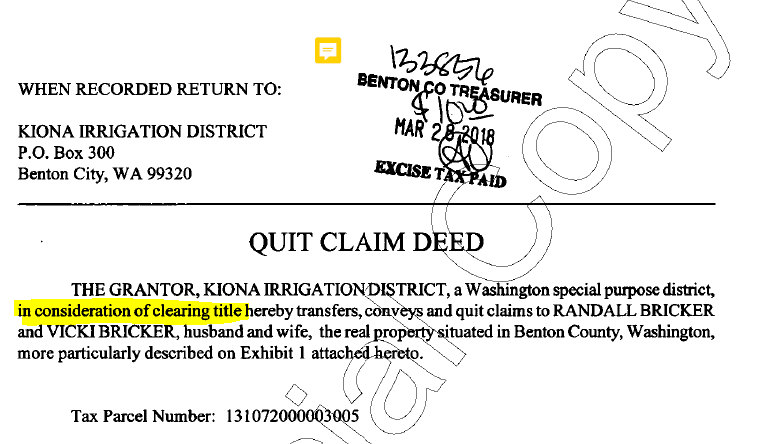 133856
BENTON CO TREASURER
$10.00
MAR 28 2018
EXCISE TAX PAID
WHEN RECORDED RETURN TO:
KIONA IRRIGATION DISTRICT
P.O. Box 300
Benton City, WA 99320
QUIT CLAIM DEED
THE GRANTOR, KIONA IRRIGATION DISTRICT, a Washington special purpose district,
in consideration of clearing title hereby transfers, conveys and quit claims to RANDALL BRICKER
and VICKI BRICKER, husband and wife, the real property situated in Benton County, Washington,
more particularly described on Exhibit 1 attached hereto.
Tax Parcel Number: 131072000003005
ial Copy